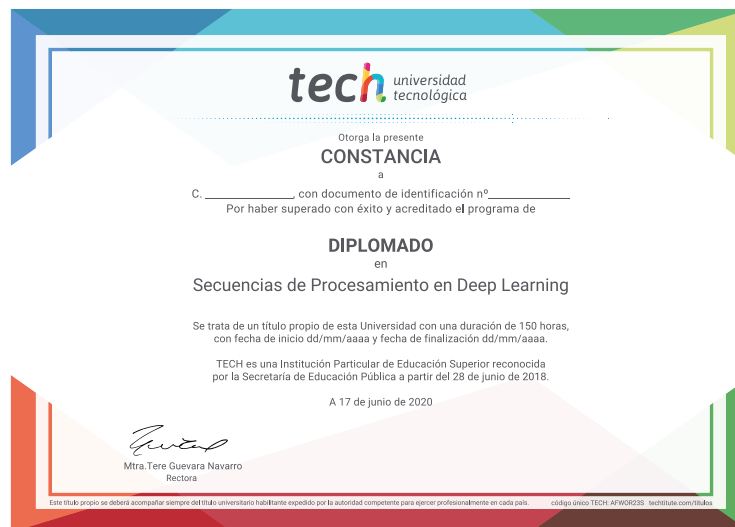 tech universidad
tecnológica
Otorga la presente
CONSTANCIA
a
C. ______________, con documento de identificación nº______________
Por haber superado con éxito y acreditado el programa de
DIPLOMADO
en
Secuencias de Procesamiento en Deep Learning
Se trata de un título propio de esta Universidad con una duración de 150 horas,
con fecha de inicio dd/mm/aaaa y fecha de finalización dd/mm/aaaa.
TECH es una Institución Particular de Educación Superior reconocida
por la Secretaría de Educación Pública a partir del 28 de junio de 2018.
A 17 de junio de 2020
Mtra.Tere Guevara Navarro
Rectora
Este título propio se deberá acompañar siempre del título universitario habilitante expedido por la autoridad competente para ejercer profesionalmente en cada país. código único TECH: AFWOR23S techtitute.com/titulos